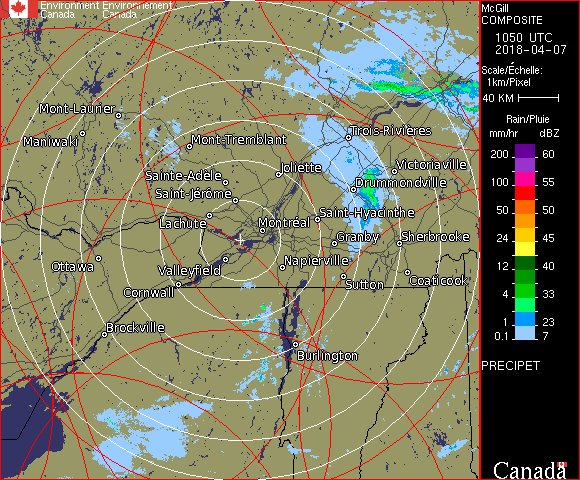 Environment Environnement
Canada Canada
McGill
COMPOSITE
1050 UTC
2018-04-07
Scale/Échelle:
1km/Pixel
40 KM
Rain/Pluie
mm/hr dBZ
200 60
100 55
50 50
24 45
12 40
4 33
1 23
0.1 7
PRECIPET
Canada
Mont-Laurier
Maniwaki
Mont-Tremblant
Trois-Rivières
Joliette
Victoriaville
Sainte-Adèle
Drummondville
Saint-Jérôme
Saint-Hyacinthe
Lachute
Montréal
Granby
Sherbrooke
Ottawa
Valleyfield
Napierville
Sutton
Coaticook
Cornwall
Brockville
Burlington